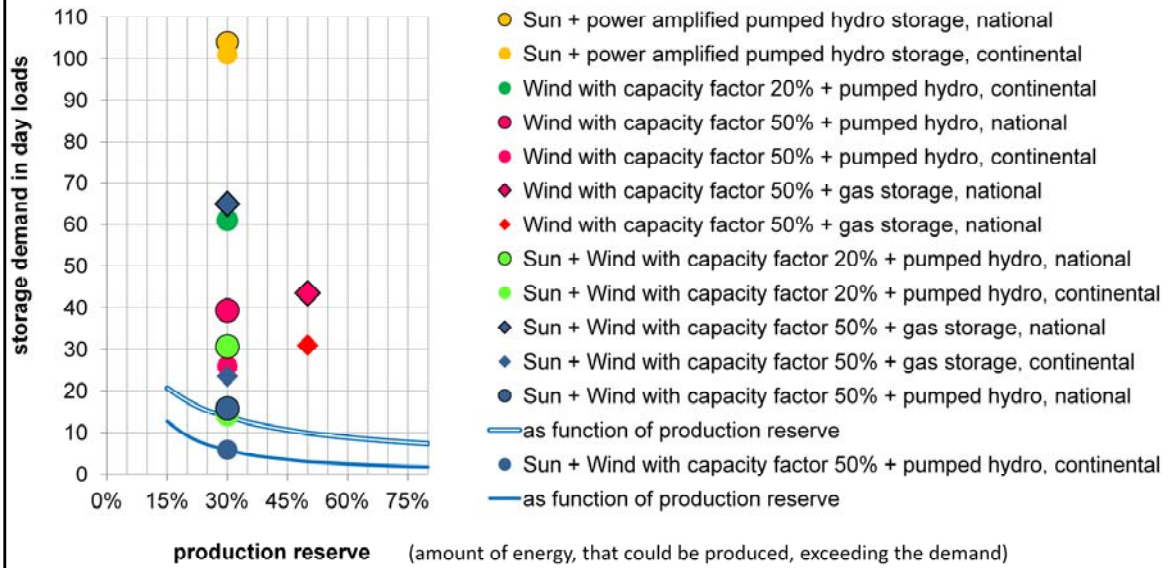 storage demand in day loads
110
100
90
80
70
60
50
40
30
20
10
0
0% 15% 30% 45% 60% 75%
production reserve (amount of energy, that could be produced, exceeding the demand)
Sun + power amplified pumped hydro storage, national
Sun + power amplified pumped hydro storage, continental
Wind with capacity factor 20% + pumped hydro, continental
Wind with capacity factor 50% + pumped hydro, national
Wind with capacity factor 50% + pumped hydro, continental
Wind with capacity factor 50% + gas storage, national
Wind with capacity factor 50% + gas storage, national
Sun + Wind with capacity factor 20% + pumped hydro, national
Sun + Wind with capacity factor 20% + pumped hydro, continental
Sun + Wind with capacity factor 50% + gas storage, national
Sun + Wind with capacity factor 50% + gas storage, continental
Sun + Wind with capacity factor 50% + pumped hydro, national
as function of production reserve
Sun + Wind with capacity factor 50% + pumped hydro, continental
as function of production reserve